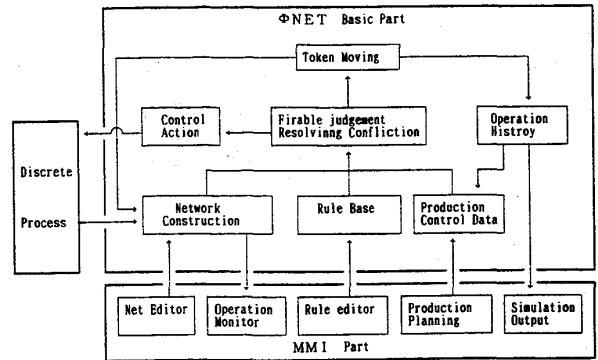 ΦNET Basic Part
Token Moving
Control
Action
Firable judgement
Resolvinng Confliction
Operation
Histroy
Discrete
Process
Network
Construction
Rule Base
Production
Control Data
Net Editor
Operation
Monitor
Rule editor
Production
Planning
Simulation
Output
MMI Part